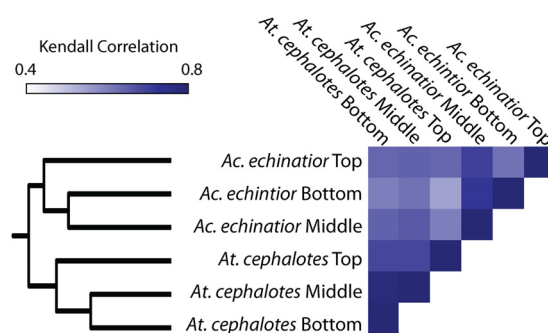 Kendall Correlation
0.4 0.8
At. cephalotes Bottom
At. cephalotes Middle
At. cephalotes Top
Ac. echinatior Middle
Ac. echintior Bottom
Ac. echinatior Top
Ac. echinatior Top
Ac. echintior Bottom
Ac. echinatior Middle
At. cephalotes Top
At. cephalotes Middle
At. cephalotes Bottom